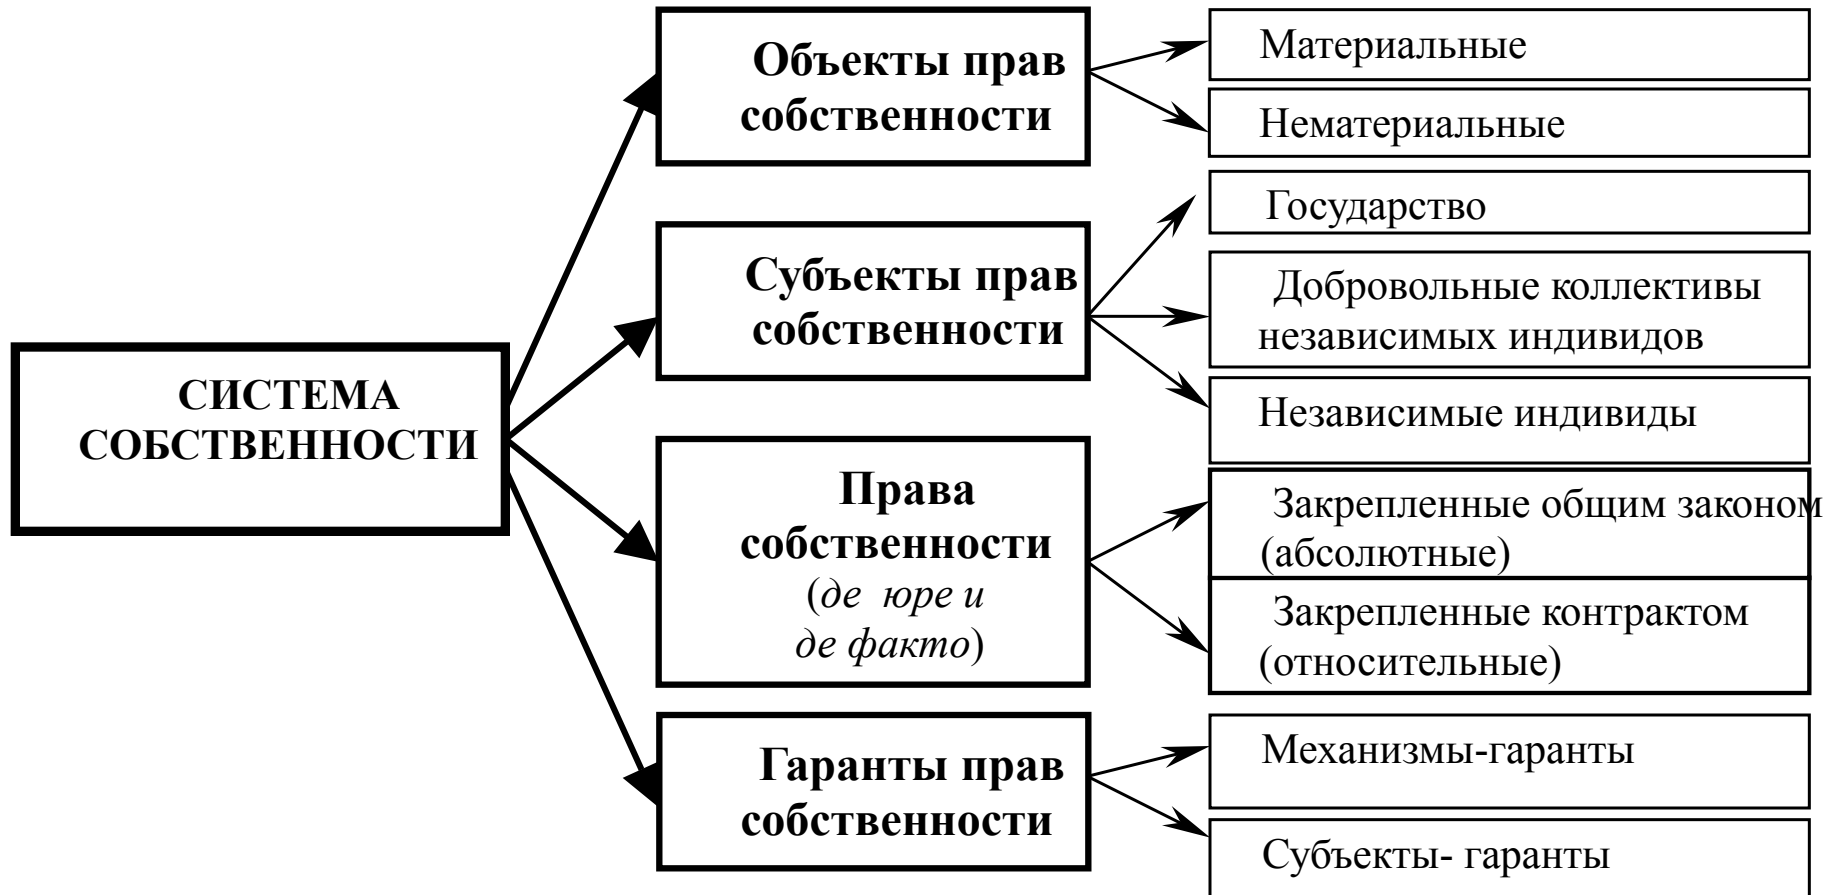 СИСТЕМА
СОБСТВЕННОСТИ
Объекты прав
собственности
Материальные
Нематериальные
Субъекты прав
собственности
Государство
Добровольные коллективы
независимых индивидов
Независимые индивиды
Права
собственности
(де юре и
де факто)
Закрепленные общим законом
(абсолютные)
Закрепленные контрактом
(относительные)
Гаранты прав
собственности
Механизмы-гаранты
Субъекты- гаранты